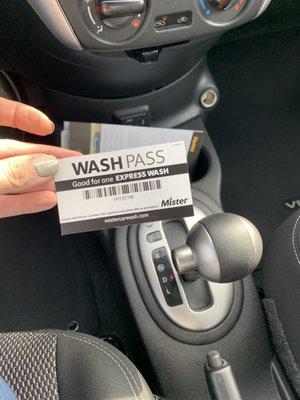 WASH PASS
Good for one EXPRESS WASH
Mister
mistercarwash.com
R
N
D
L